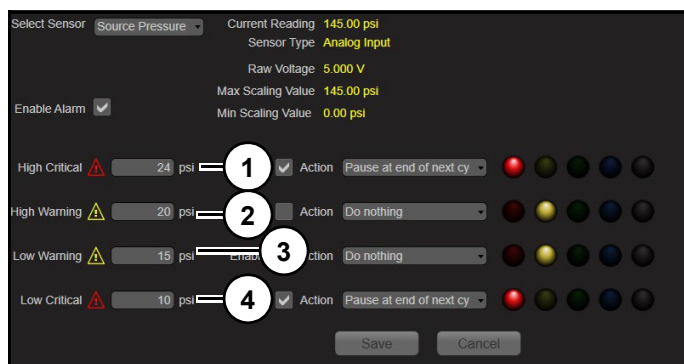 Select Sensor Source Pressure Current Reading 145.00 psi
Sensor Type Analog Input
Raw Voltage 5.000 V
Max Scaling Value 145.00 psi
Enable Alarm Min Scaling Value 0.00 psi
High Critical 24 psi 1 Action Pause at end of next cy
High Warning 20 psi 2 Action Do nothing
Low Warning 15 psi 3 Do nothing
Low Critical 10 psi 4 Action Pause at end of next cy
Save Cancel